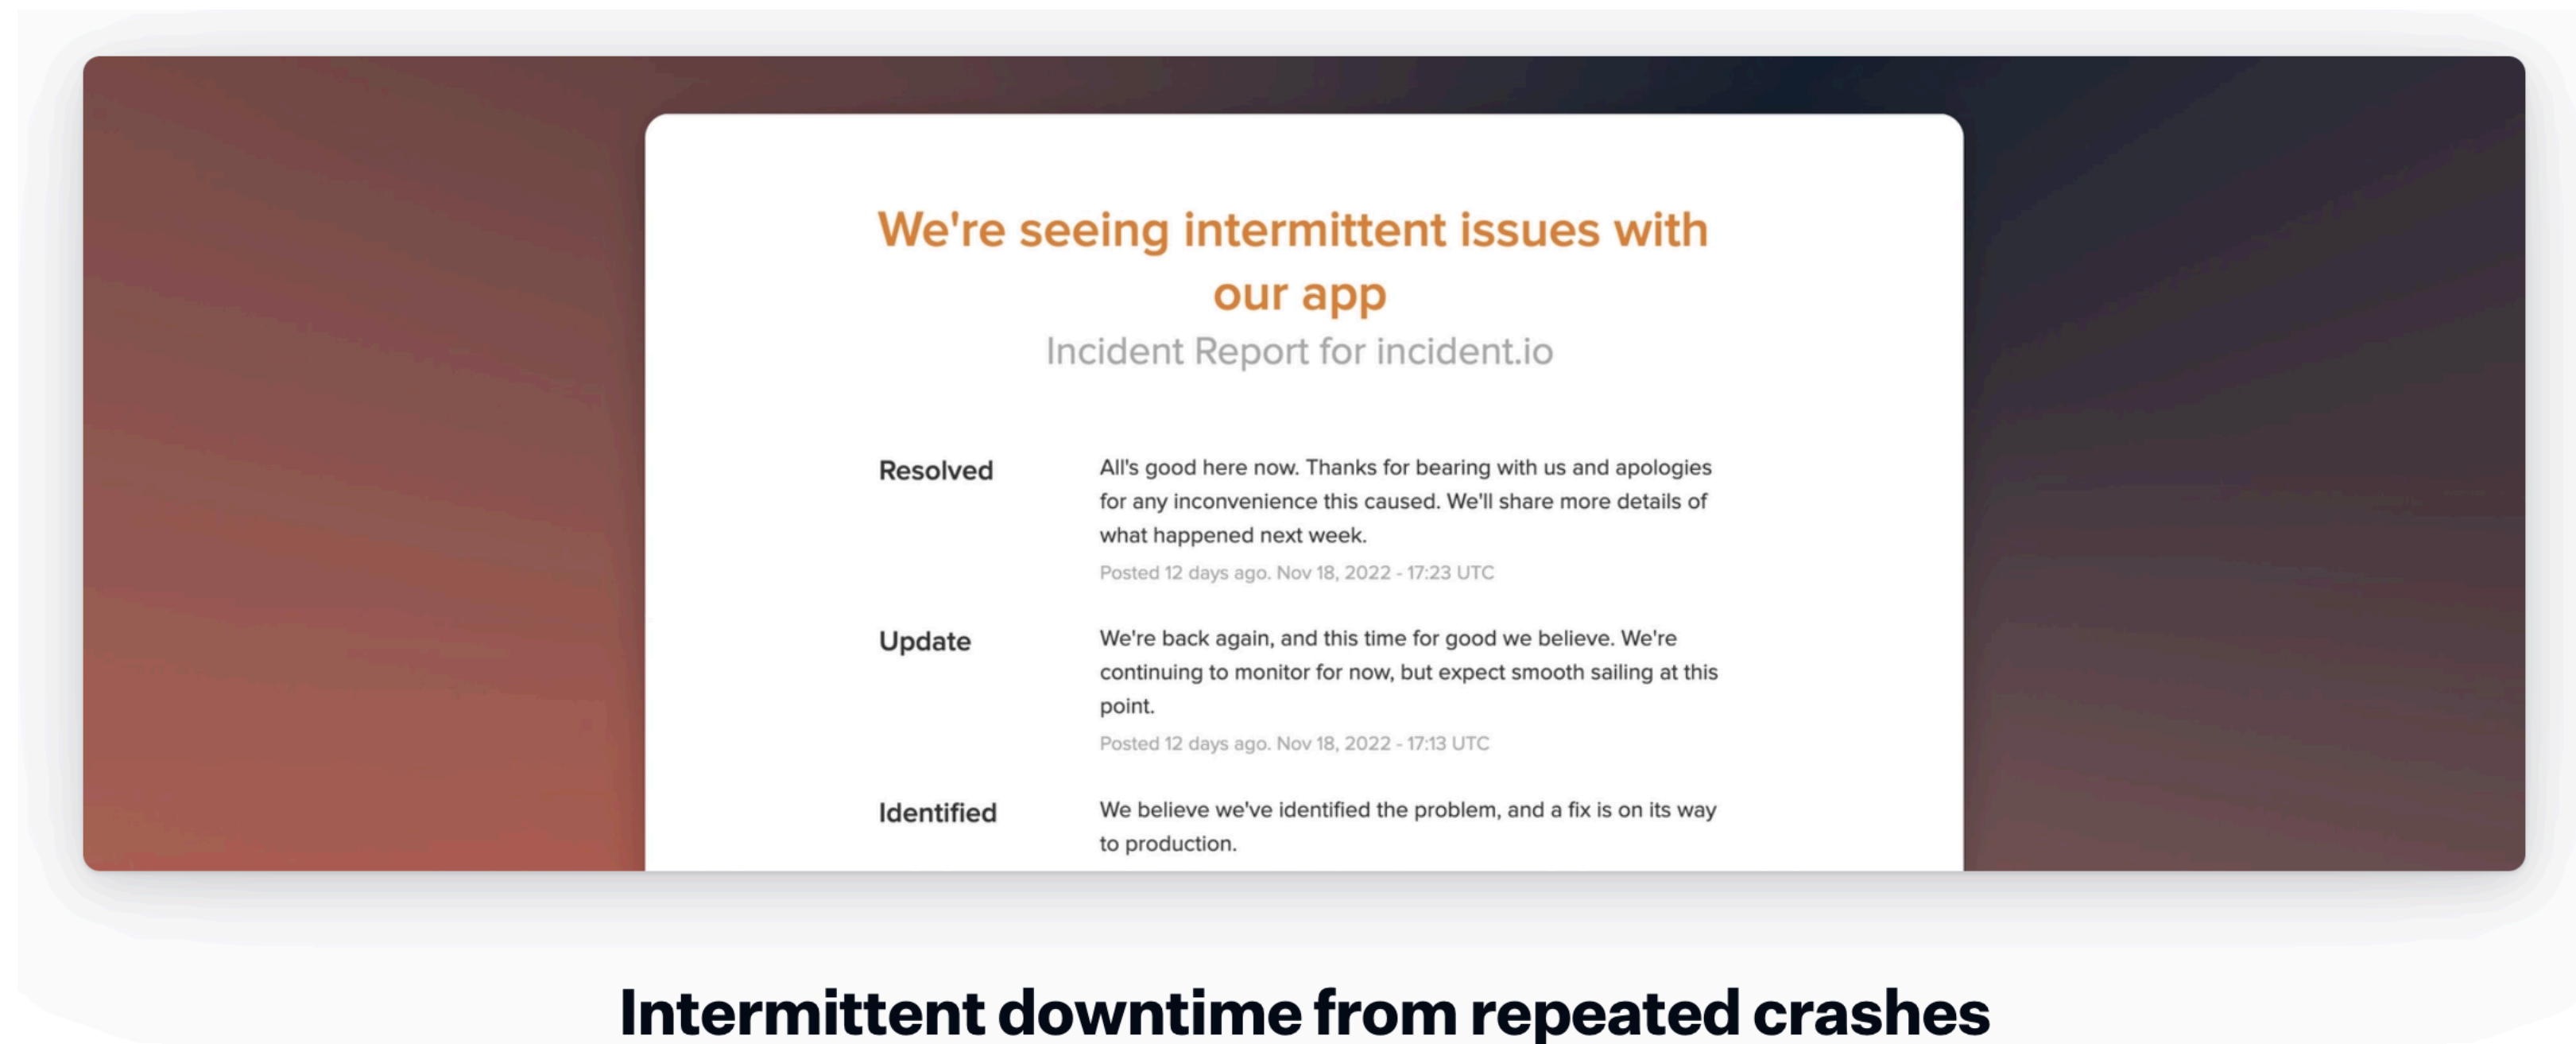 We're seeing intermittent issues with
our app
Incident Report for incident.io
Resolved
All's good here now. Thanks for bearing with us and apologies
for any inconvenience this caused. We'll share more details of
what happened next week.
Posted 12 days ago. Nov 18, 2022 - 17:23 UTC
Update
We're back again, and this time for good we believe. We're
continuing to monitor for now, but expect smooth sailing at this
point.
Posted 12 days ago. Nov 18, 2022 - 17:13 UTC
Identified
We believe we've identified the problem, and a fix is on its way
to production.
Intermittent downtime from repeated crashes